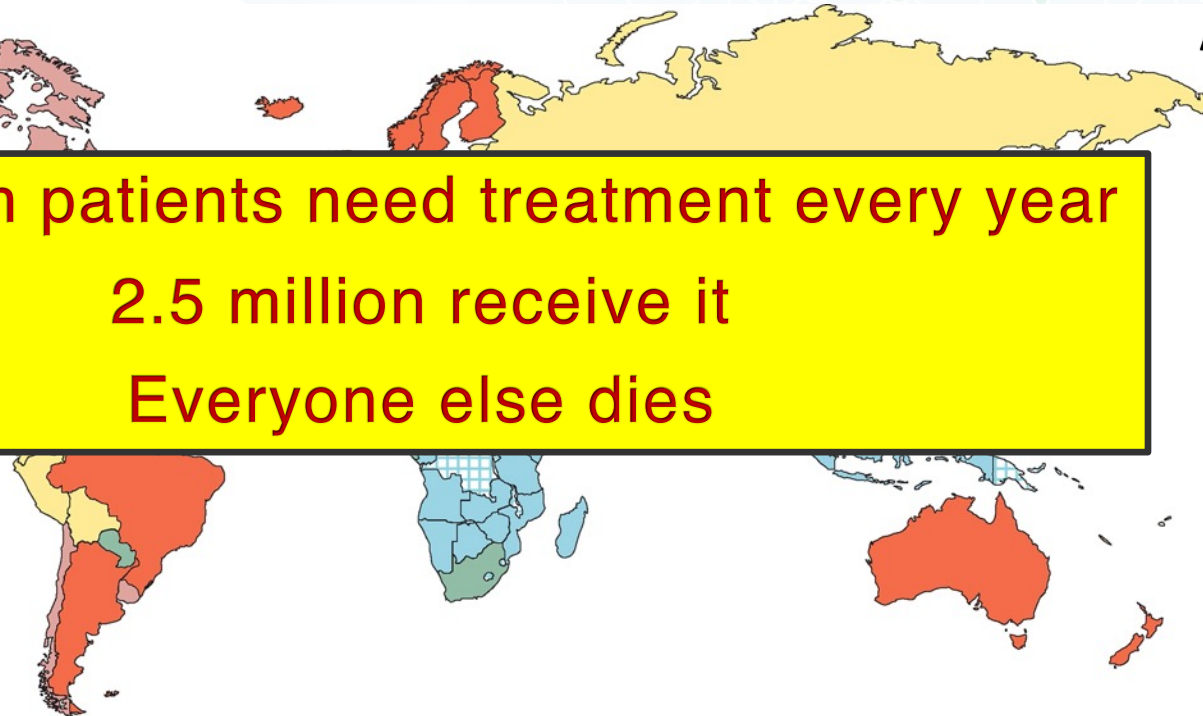 patients need treatment every year
2.5 million receive it
Everyone else dies